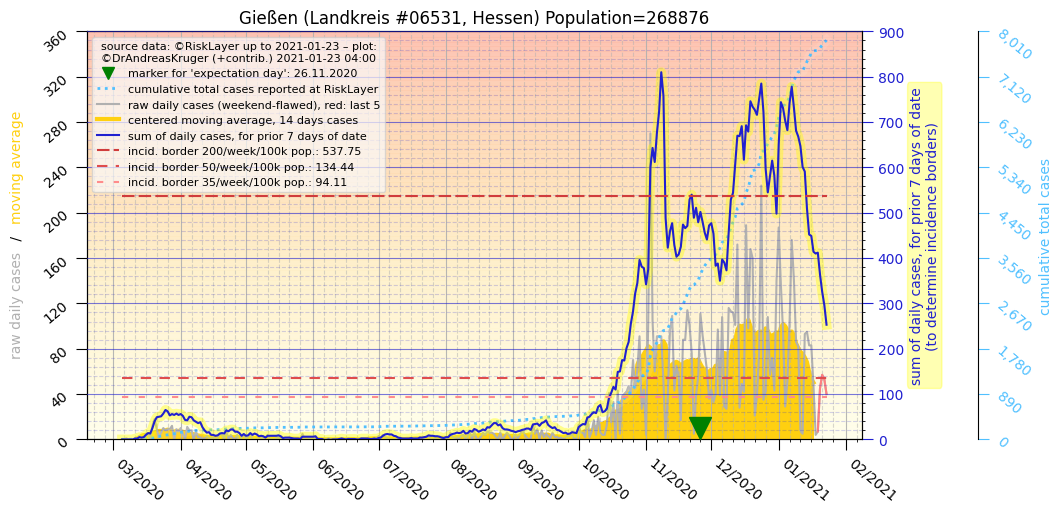 Gießen (Landkreis #06531, Hessen) Population=268876
source data: ©RiskLayer up to 2021-01-23 – plot:
©DrAndreasKruger (+contrib.) 2021-01-23 04:00
marker for 'expectation day': 26.11.2020
cumulative total cases reported at RiskLayer
raw daily cases (weekend-flawed), red: last 5
centered moving average, 14 days cases
sum of daily cases, for prior 7 days of date
incid. border 200/week/100k pop.: 537.75
incid. border 50/week/100k pop.: 134.44
incid. border 35/week/100k pop.: 94.11
raw daily cases / moving average
360
320
280
240
200
160
120
80
40
0
03/2020
04/2020
05/2020
06/2020
07/2020
08/2020
09/2020
10/2020
11/2020
12/2020
01/2021
02/2021
900
800
700
600
500
400
300
200
100
0
sum of daily cases, for prior 7 days of date
(to determine incidence borders)
8,010
7,120
6,230
5,340
4,450
3,560
2,670
1,780
890
0
cumulative total cases